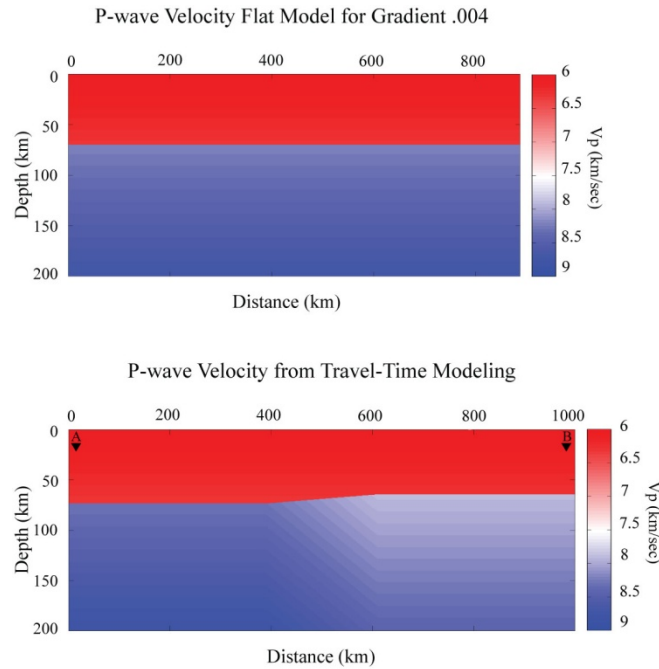 P-wave Velocity Flat Model for Gradient .004
0 200 400 600 800
0
50
100
150
200
Depth (km)
Distance (km)
6
6.5
7
7.5
8
8.5
9
Vp (km/sec)
P-wave Velocity from Travel-Time Modeling
0 200 400 600 800 1000
A B
0
50
100
150
200
Depth (km)
Distance (km)
6
6.5
7
7.5
8
8.5
9
Vp (km/sec)